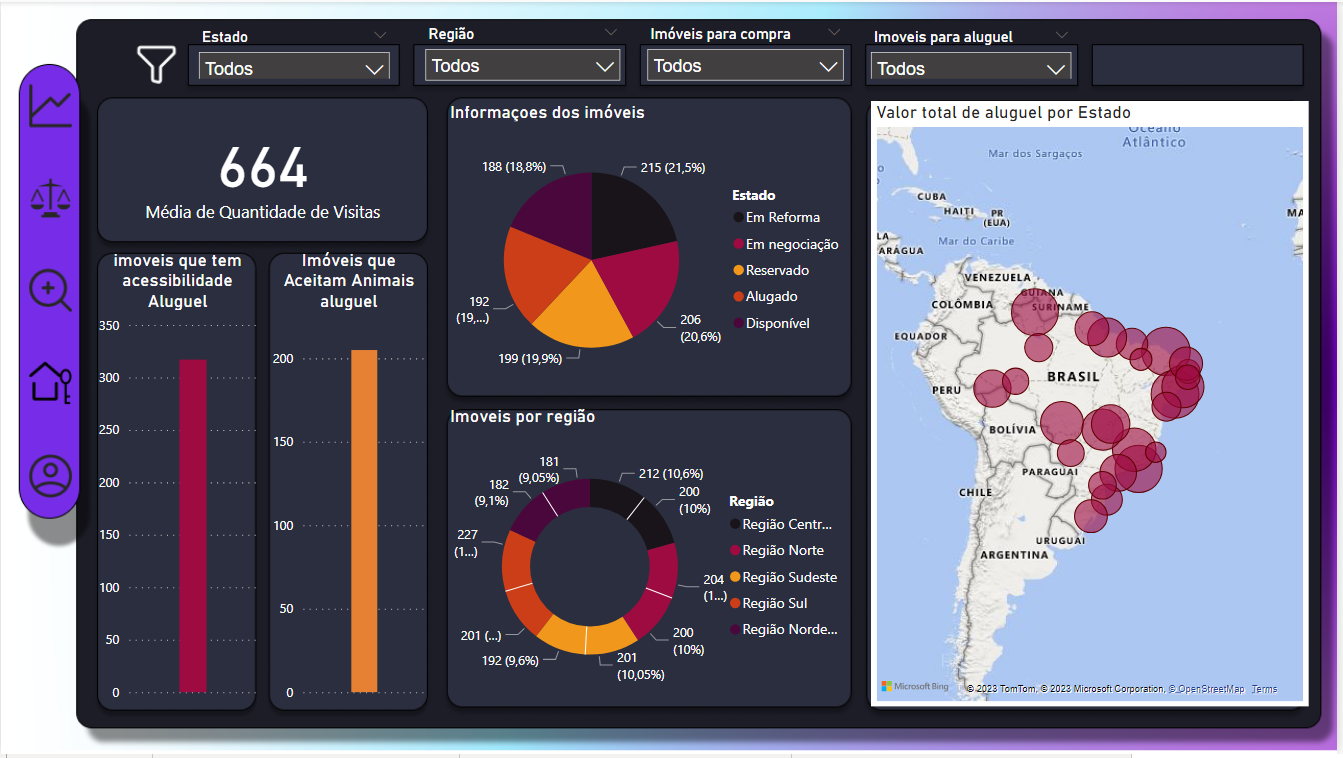 Estado
Região
Imóveis para compra
Imoveis para aluguel
Todos
Todos
Todos
Todos
664
Média de Quantidade de Visitas
imoveis que tem
acessibilidade
Aluguel
350
300
250
200
150
100
50
0
Imóveis que
Aceitam Animais
aluguel
200
150
100
50
0
Informaçoes dos imóveis
188 (18,8%)
215 (21,5%)
192
(19,...)
206
(20,6%)
199 (19,9%)
Estado
Em Reforma
Em negociação
Reservado
Alugado
Disponível
Imoveis por região
181
(9,05%)
212 (10,6%)
182
(9,1%)
200
(10%)
227
(1...)
204
(1...)
201 (...)
200
(10%)
192 (9,6%)
201
(10,05%)
Região
Região Centr...
Região Norte
Região Sudeste
Região Sul
Região Norde...
Valor total de aluguel por Estado
Oceano
Atlântico
Mar dos Sargaços
CUBA
HAITI
PR
(EUA)
MA
LA
ARÁGUA
Mar do Caribe
VENEZUELA
GUIANA
SURINAME
COLÔMBIA
EQUADOR
BRASIL
PERU
BOLÍVIA
PARAGUAI
CHILE
URUGUAI
ARGENTINA
Microsoft Bing
© 2023 TomTom, © 2023 Microsoft Corporation, © OpenStreetMap Terms